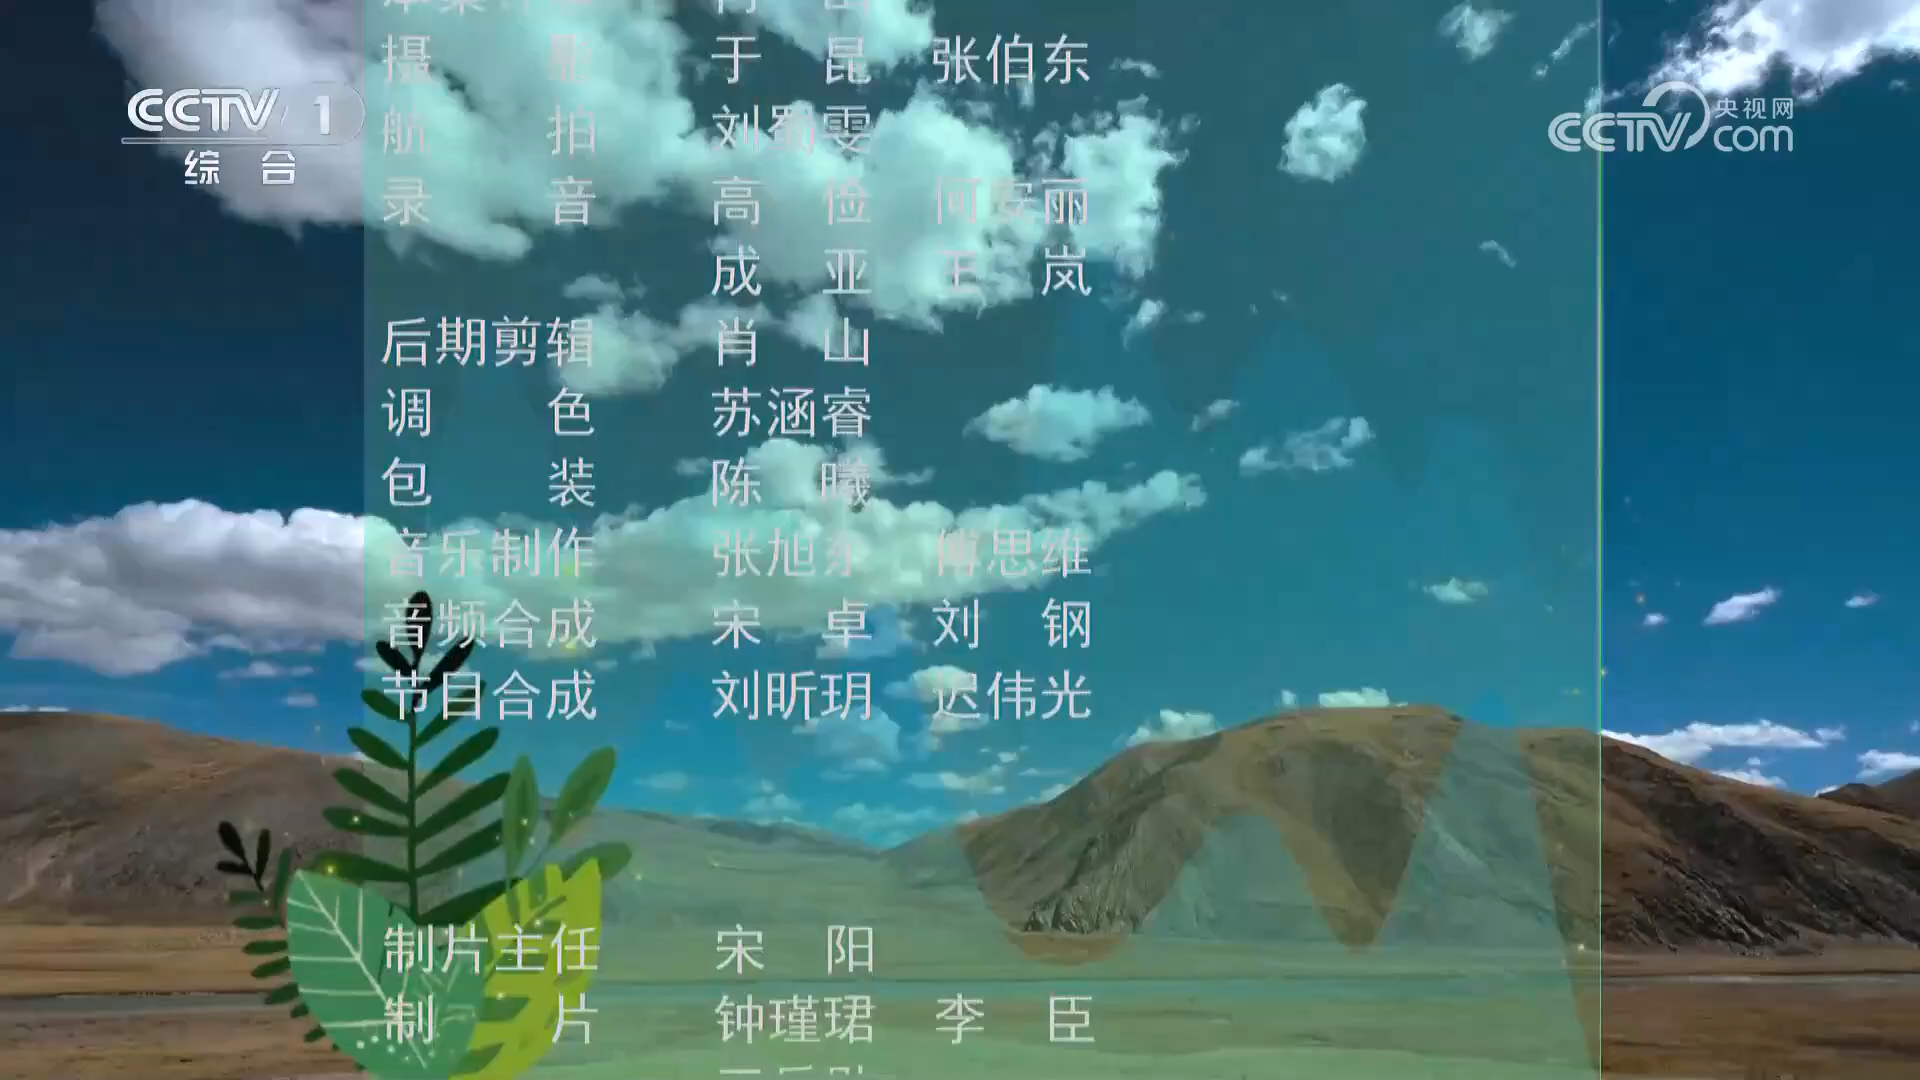 摄影 于昆 张伯东
CCTV 1
综合
央视网
CCTV.com
航拍 刘蜀雯
录音 高俭 何安丽
成亚 王岚
后期剪辑 肖山
调色 苏涵睿
包装 陈曦
音乐制作 张旭东 傅思维
音频合成 宋卓 刘钢
节目合成 刘昕玥 迟伟光
制片主任 宋阳
制片 钟瑾珺 李臣